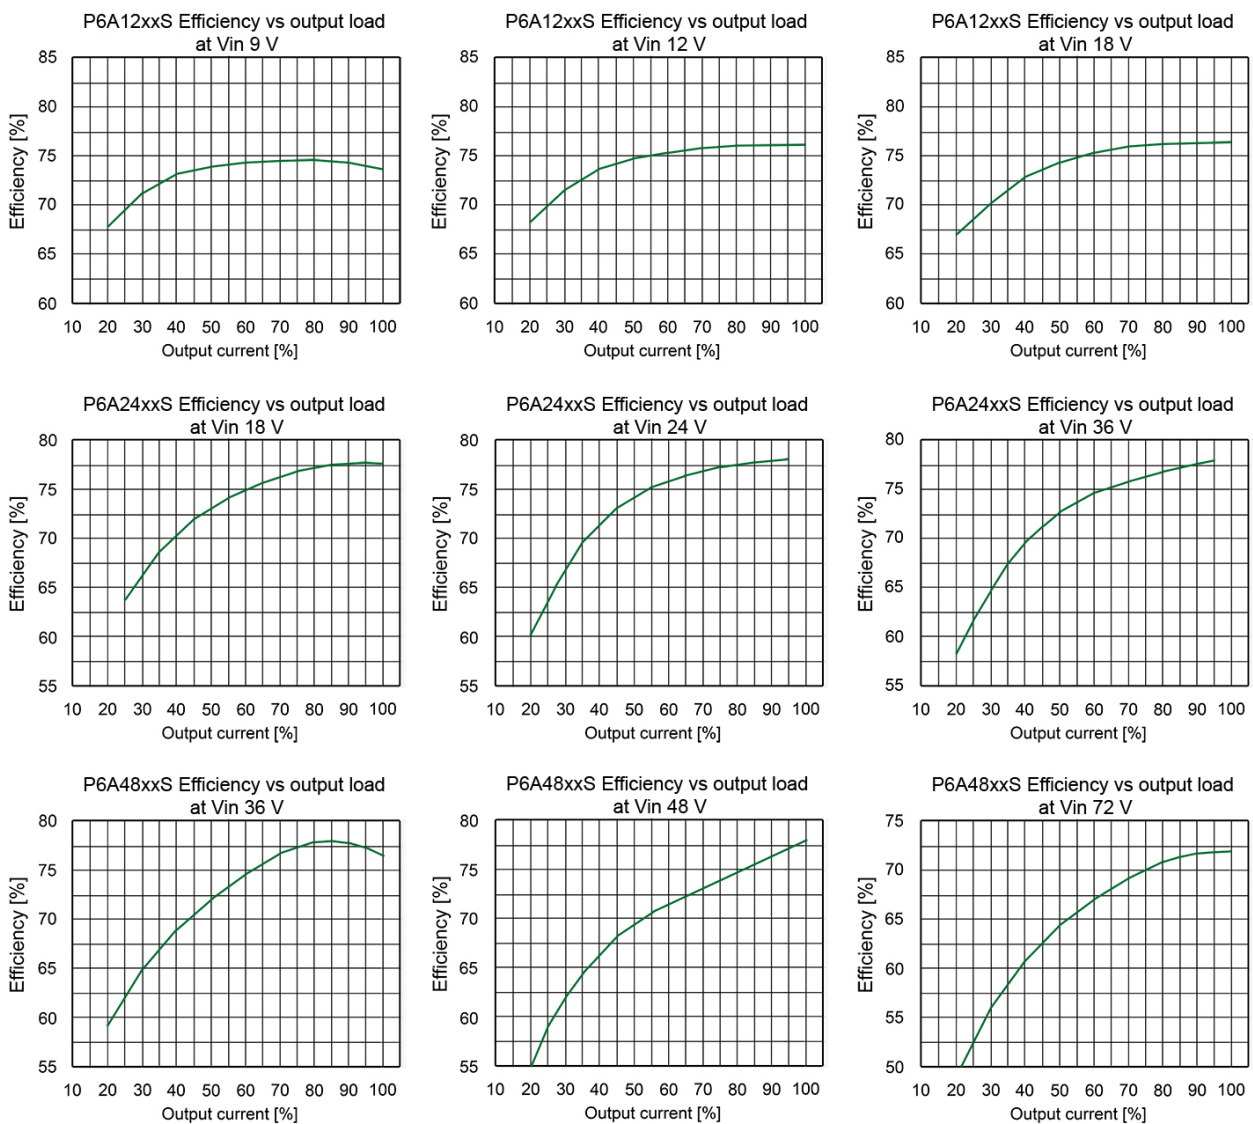 P6A12xxS Efficiency vs output load
at Vin 9 V
Efficiency [%]
85
80
75
70
65
60
10 20 30 40 50 60 70 80 90 100
Output current [%]
P6A12xxS Efficiency vs output load
at Vin 12 V
Efficiency [%]
85
80
75
70
65
60
10 20 30 40 50 60 70 80 90 100
Output current [%]
P6A12xxS Efficiency vs output load
at Vin 18 V
Efficiency [%]
85
80
75
70
65
60
10 20 30 40 50 60 70 80 90 100
Output current [%]
P6A24xxS Efficiency vs output load
at Vin 18 V
Efficiency [%]
80
75
70
65
60
55
10 20 30 40 50 60 70 80 90 100
Output current [%]
P6A24xxS Efficiency vs output load
at Vin 24 V
Efficiency [%]
80
75
70
65
60
55
10 20 30 40 50 60 70 80 90 100
Output current [%]
P6A24xxS Efficiency vs output load
at Vin 36 V
Efficiency [%]
80
75
70
65
60
55
10 20 30 40 50 60 70 80 90 100
Output current [%]
P6A48xxS Efficiency vs output load
at Vin 36 V
Efficiency [%]
80
75
70
65
60
55
10 20 30 40 50 60 70 80 90 100
Output current [%]
P6A48xxS Efficiency vs output load
at Vin 48 V
Efficiency [%]
80
75
70
65
60
55
10 20 30 40 50 60 70 80 90 100
Output current [%]
P6A48xxS Efficiency vs output load
at Vin 72 V
Efficiency [%]
75
70
65
60
55
50
10 20 30 40 50 60 70 80 90 100
Output current [%]